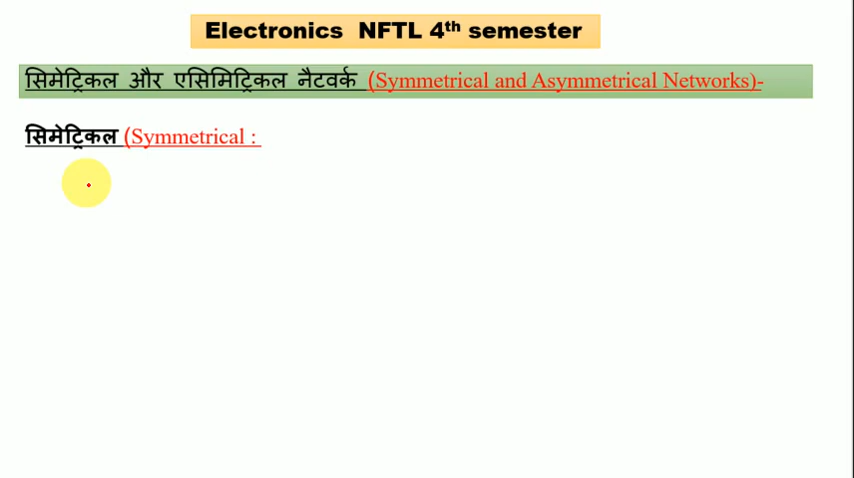 Electronics NFTL 4th semester
सिमेट्रिकल और एसिमिट्रिकल नैटवर्क (Symmetrical and Asymmetrical Networks)-
सिमेट्रिकल (Symmetrical :